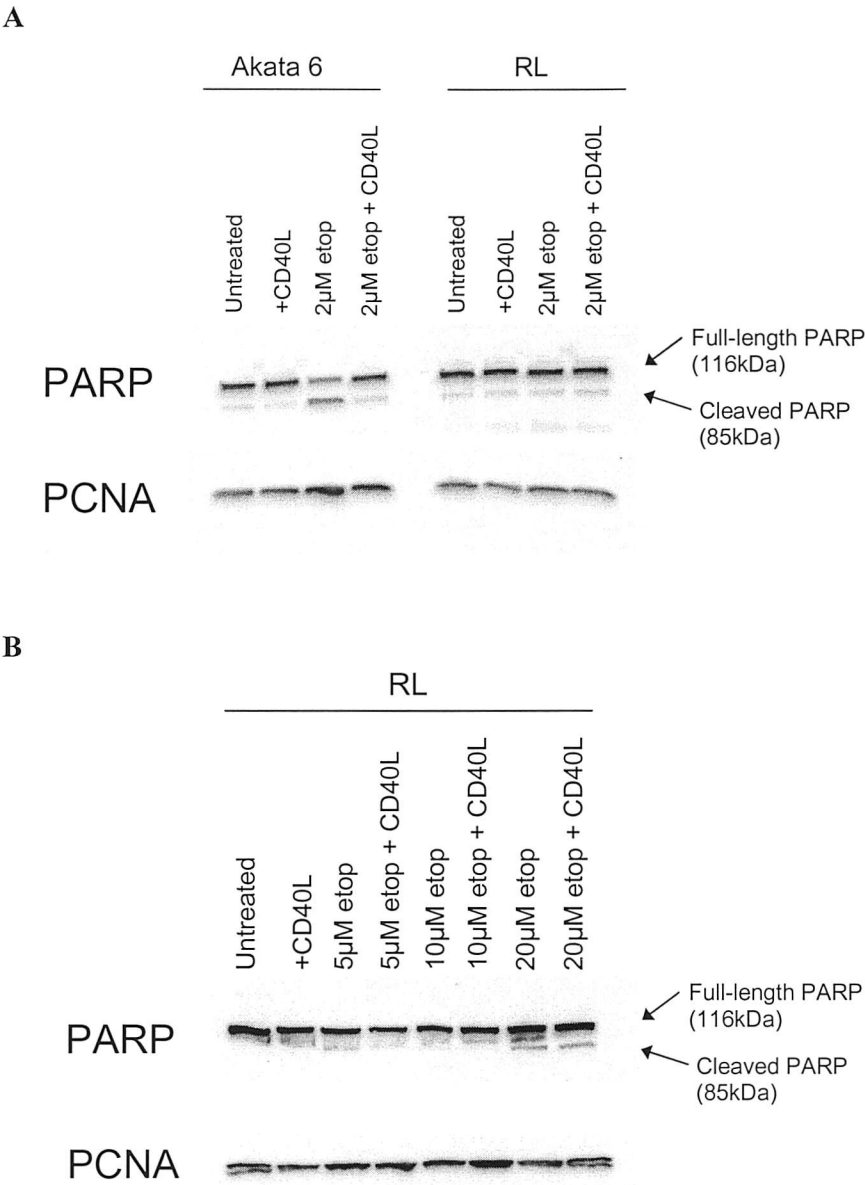 A
Akata 6
RL
Untreated
+CD40L
2µM etop
2µM etop + CD40L
Untreated
+CD40L
2µM etop
2µM etop + CD40L
Full-length PARP
(116kDa)
PARP
Cleaved PARP
(85kDa)
PCNA
B
RL
Untreated
+CD40L
5µM etop
5µM etop + CD40L
10µM etop
10µM etop + CD40L
20µM etop
20µM etop + CD40L
Full-length PARP
(116kDa)
PARP
Cleaved PARP
(85kDa)
PCNA